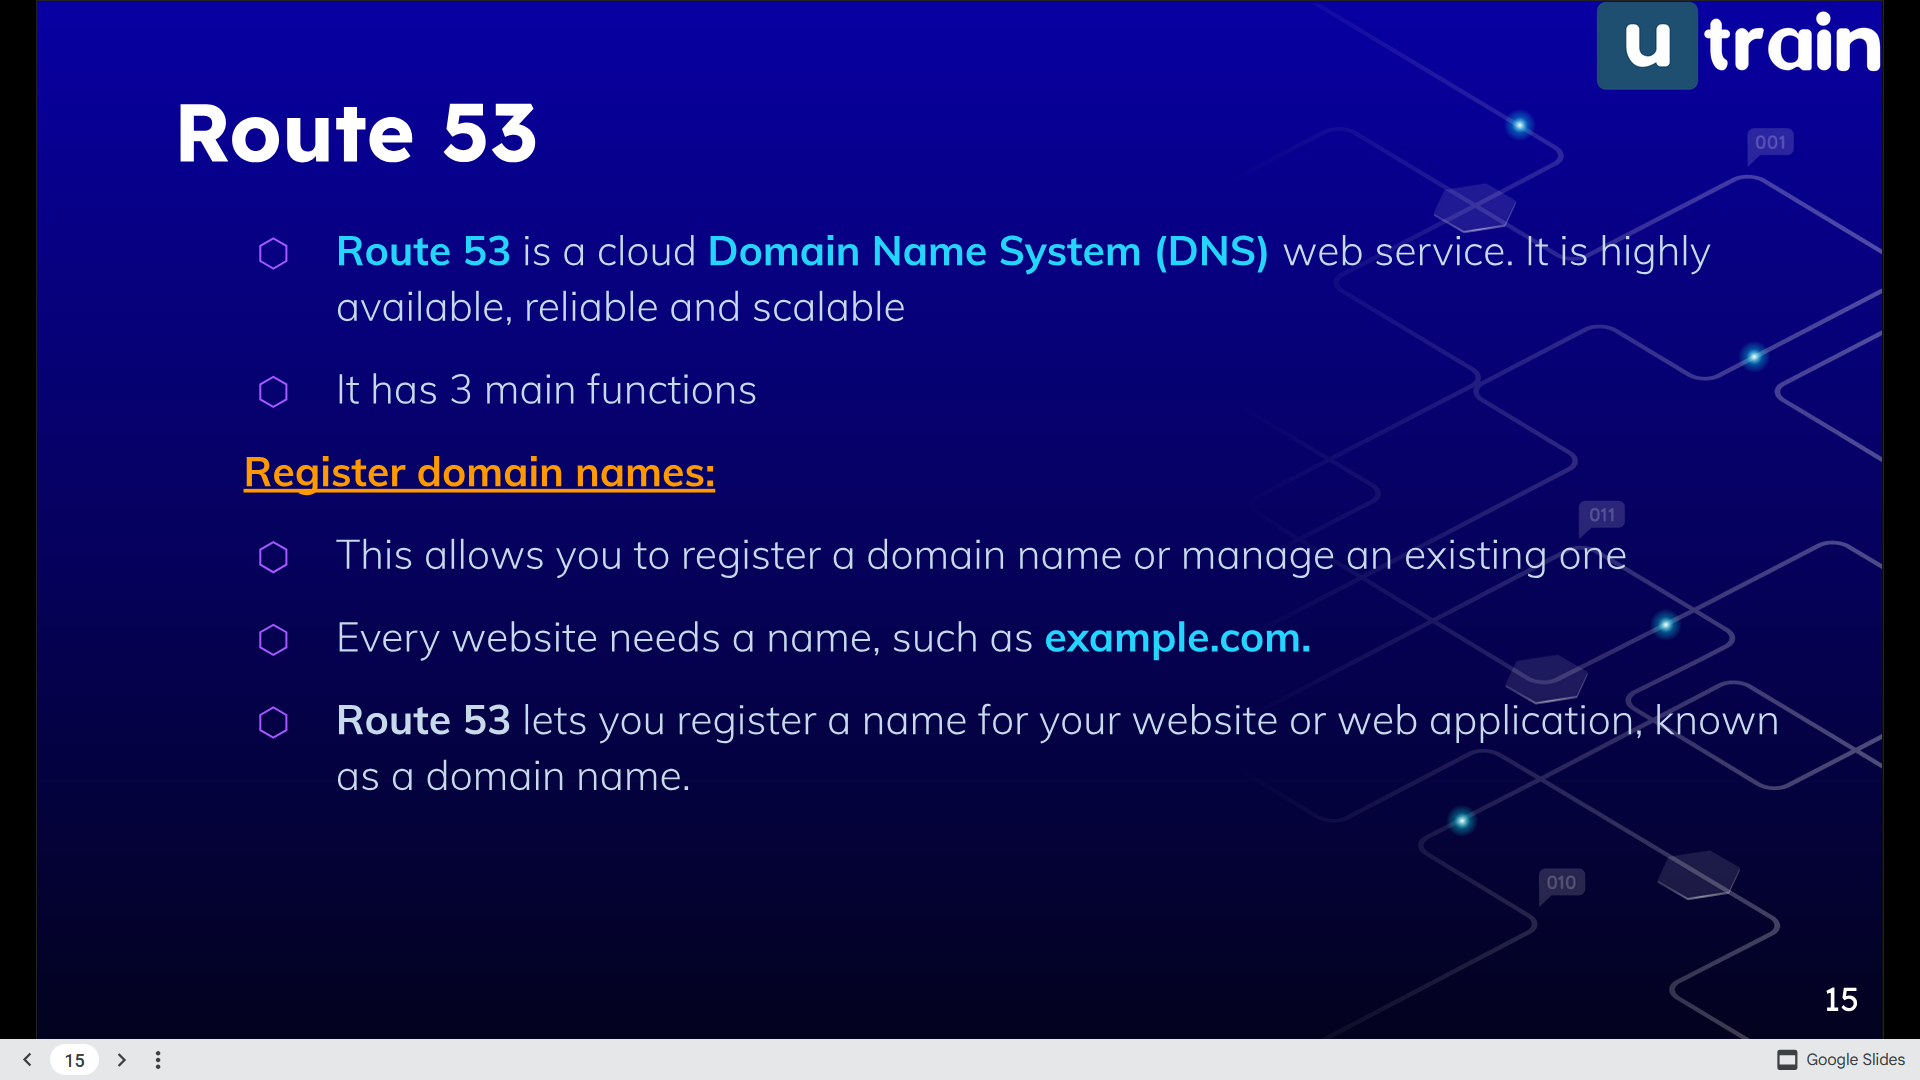 u train
001
Route 53
Route 53 is a cloud Domain Name System (DNS) web service. It is highly
available, reliable and scalable
It has 3 main functions
Register domain names:
011
This allows you to register a domain name or manage an existing one
Every website needs a name, such as example.com.
Route 53 lets you register a name for your website or web application, known
as a domain name.
010
15
15
Google Slides